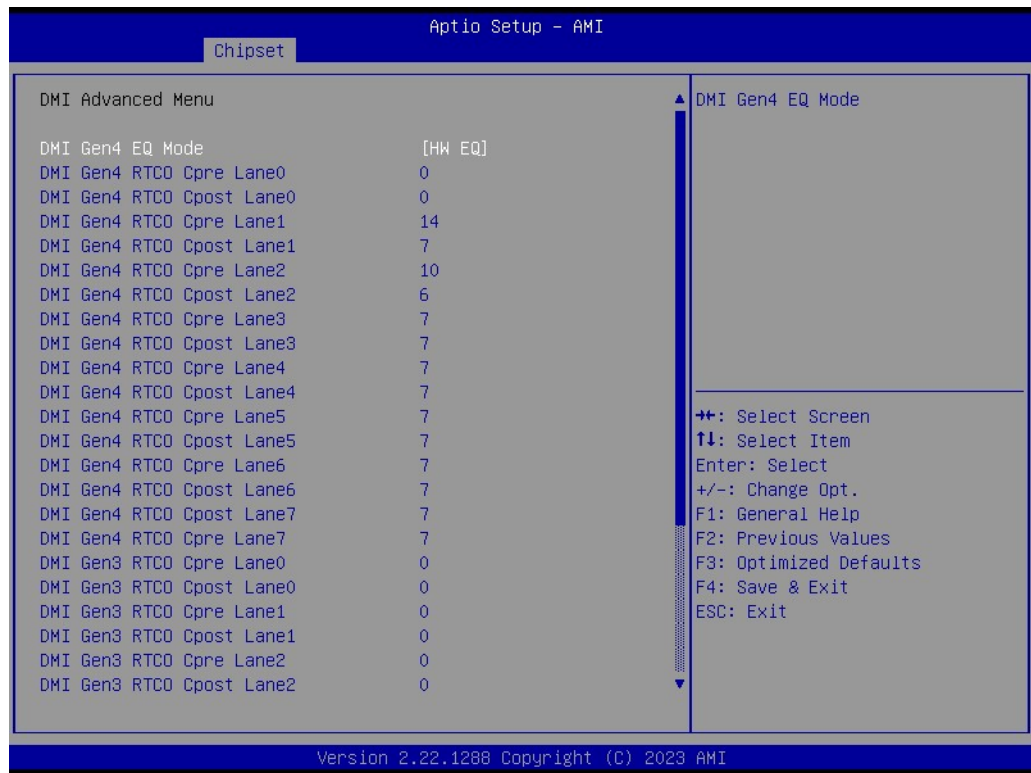 Aptio Setup – AMI
Chipset
DMI Advanced Menu
DMI Gen4 EQ Mode [HW EQ]
DMI Gen4 RTCO Cpre Lane0 0
DMI Gen4 RTCO Cpost Lane0 0
DMI Gen4 RTCO Cpre Lane1 14
DMI Gen4 RTCO Cpost Lane1 7
DMI Gen4 RTCO Cpre Lane2 10
DMI Gen4 RTCO Cpost Lane2 6
DMI Gen4 RTCO Cpre Lane3 7
DMI Gen4 RTCO Cpost Lane3 7
DMI Gen4 RTCO Cpre Lane4 7
DMI Gen4 RTCO Cpost Lane4 7
DMI Gen4 RTCO Cpre Lane5 7
DMI Gen4 RTCO Cpost Lane5 7
DMI Gen4 RTCO Cpre Lane6 7
DMI Gen4 RTCO Cpost Lane6 7
DMI Gen4 RTCO Cpost Lane7 7
DMI Gen4 RTCO Cpre Lane7 7
DMI Gen3 RTCO Cpre Lane0 0
DMI Gen3 RTCO Cpost Lane0 0
DMI Gen3 RTCO Cpre Lane1 0
DMI Gen3 RTCO Cpost Lane1 0
DMI Gen3 RTCO Cpre Lane2 0
DMI Gen3 RTCO Cpost Lane2 0
DMI Gen4 EQ Mode
→←: Select Screen
↑↓: Select Item
Enter: Select
+/-: Change Opt.
F1: General Help
F2: Previous Values
F3: Optimized Defaults
F4: Save & Exit
ESC: Exit
Version 2.22.1288 Copyright (C) 2023 AMI